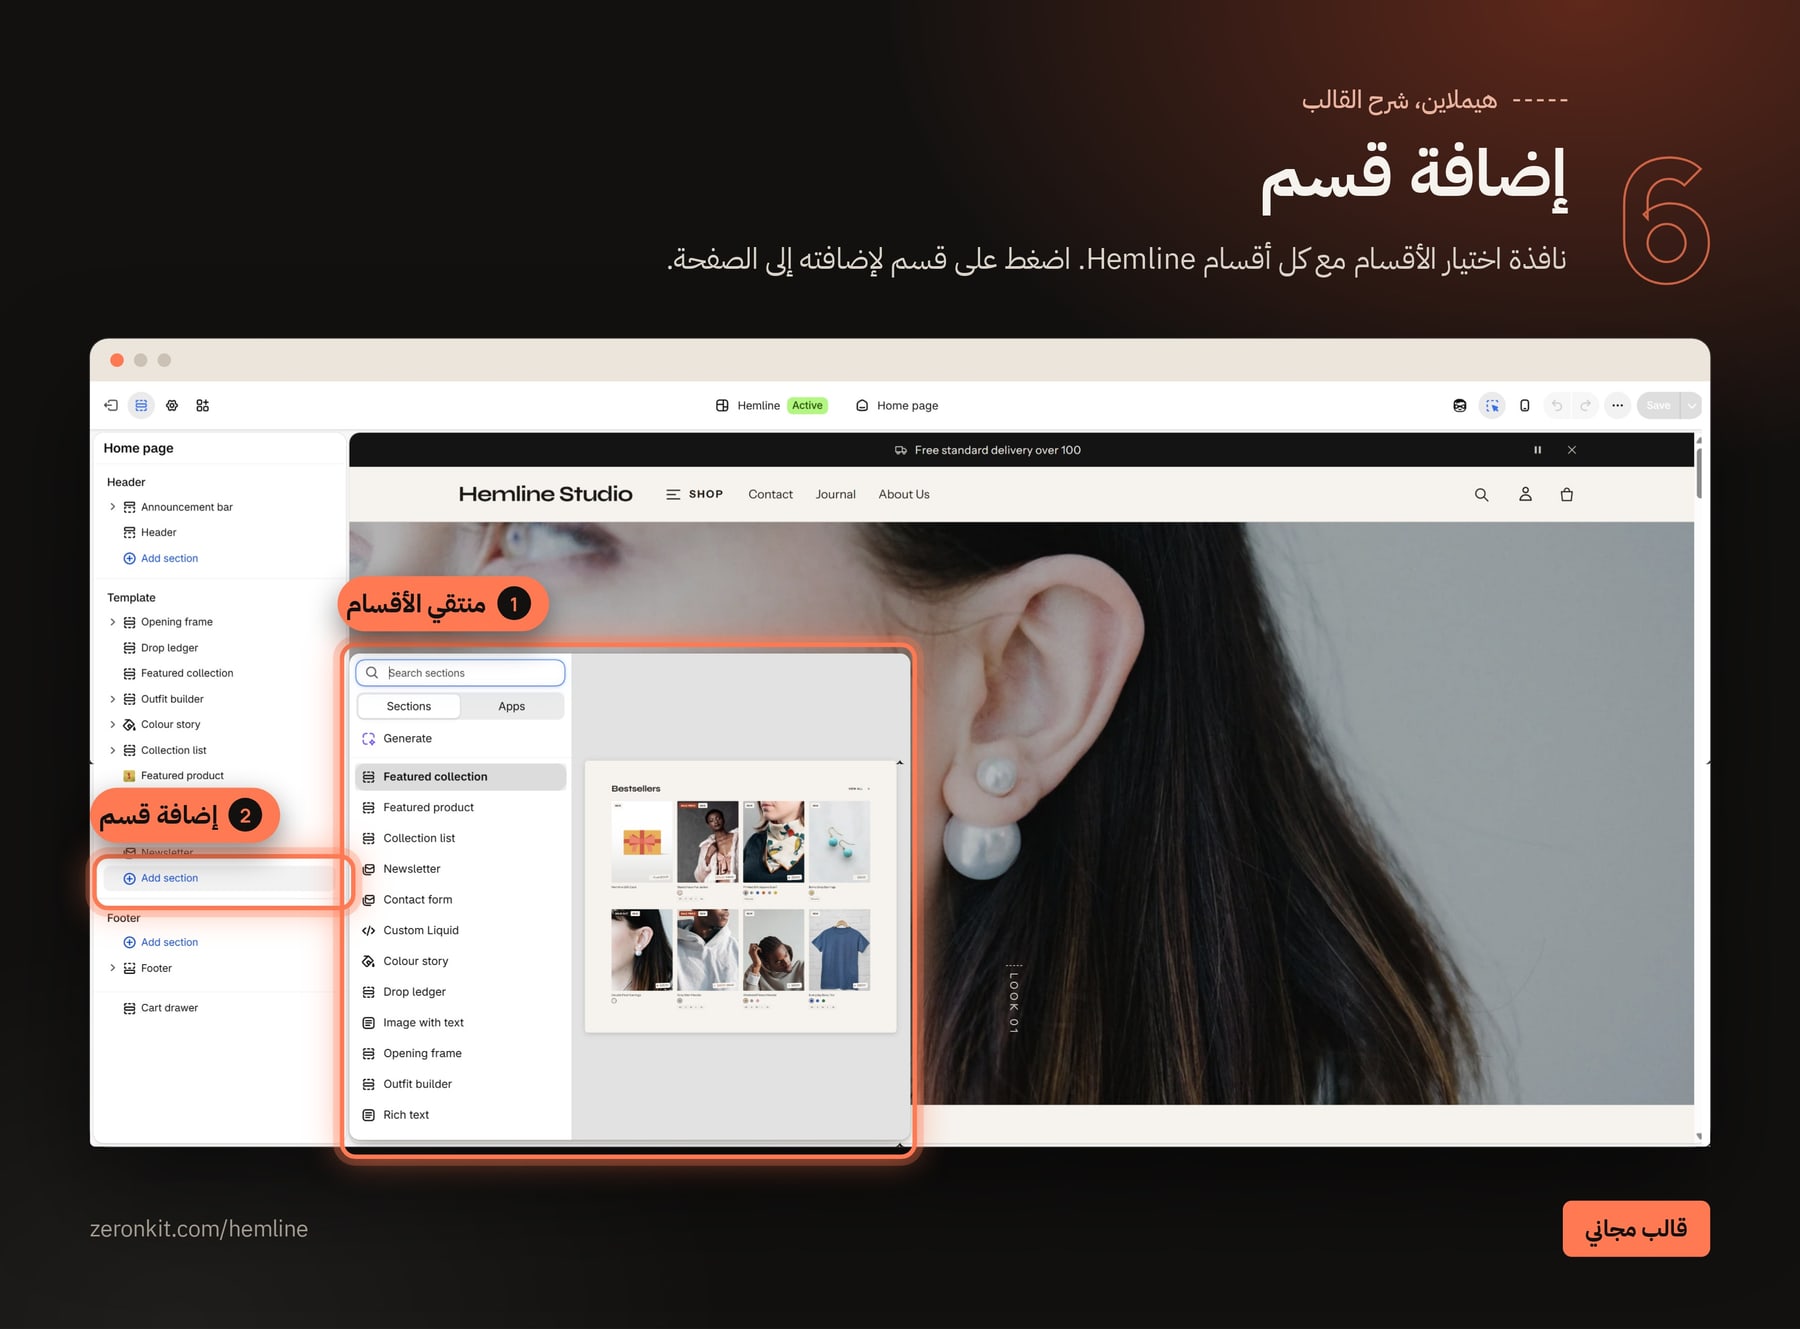 ----- هيملاين، شرح القالب
6
إضافة قسم
نافذة اختيار الأقسام مع كل أقسام Hemline. اضغط على قسم لإضافته إلى الصفحة.
Hemline Active Home page
Save
Home page
Header
Announcement bar
Header
Add section
Template
Opening frame
Drop ledger
Featured collection
Outfit builder
Colour story
Collection list
Featured product
2 إضافة قسم
Newsletter
Add section
Footer
Add section
Footer
Cart drawer
Free standard delivery over 100
Hemline Studio SHOP Contact Journal About Us
1 منتقي الأقسام
Search sections
Sections Apps
Generate
Featured collection
Featured product
Collection list
Newsletter
Contact form
Custom Liquid
Colour story
Drop ledger
Image with text
Opening frame
Outfit builder
Rich text
Bestsellers
LOOK 01
zeronkit.com/hemline
قالب مجاني